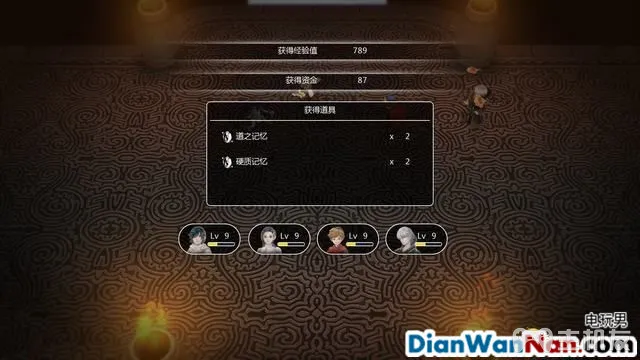 获得经验值 789
获得资金 87
获得道具
道之记忆 x 2
硬质记忆 x 2
Lv 9 Lv 9 Lv 9 Lv 9
电玩男
DianWanNan.com